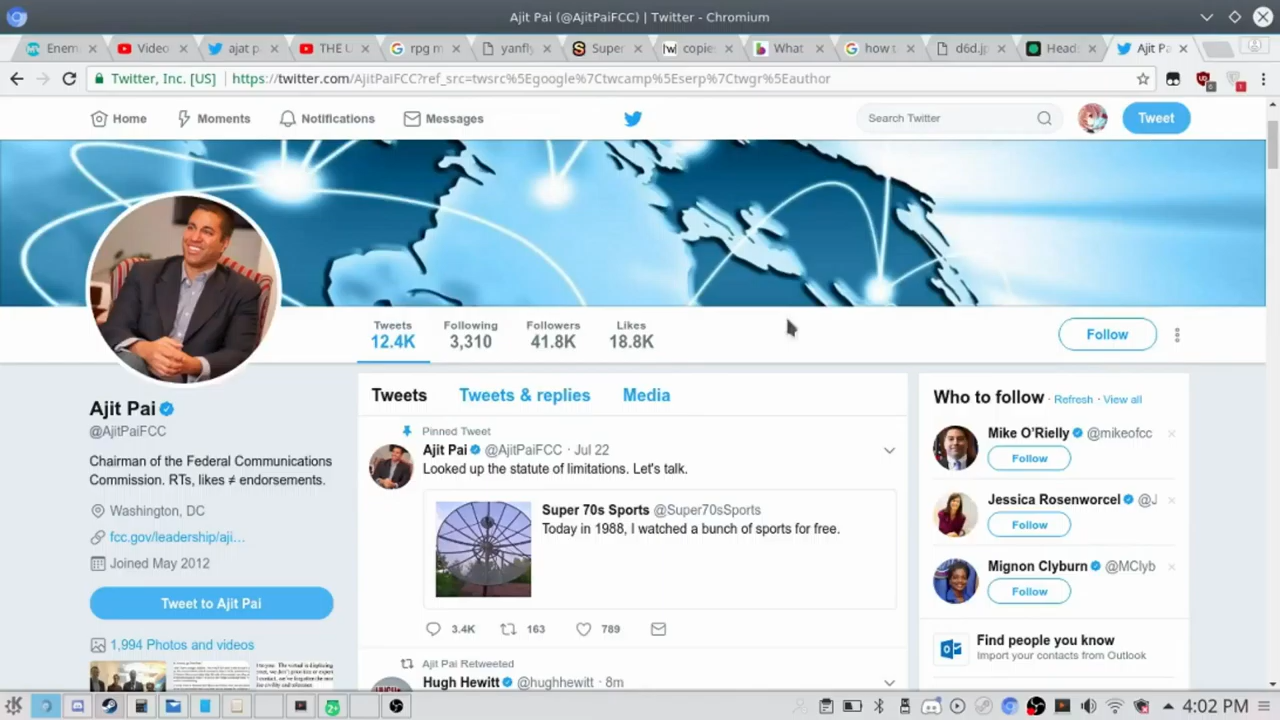 Ajit Pai (@AjitPaiFCC) | Twitter - Chromium
Enem
Video
ajat p
THE U
rpg m
yanfly
Super
copie
What
how t
d6d.jp
Head
Ajit Pa
Twitter, Inc. [US]
https://twitter.com/AjitPaiFCC?ref_src=twsrc%5Egoogle%7Ctwcamp%5Eserp%7Ctwgr%5Eauthor
Home
Moments
Notifications
Messages
Search Twitter
Tweet
Tweets
12.4K
Following
3,310
Followers
41.8K
Likes
18.8K
Follow
Ajit Pai
@AjitPaiFCC
Chairman of the Federal Communications
Commission. RTs, likes ≠ endorsements.
Washington, DC
fcc.gov/leadership/aji…
Joined May 2012
Tweet to Ajit Pai
1,994 Photos and videos
Tweets
Tweets & replies
Media
Pinned Tweet
Ajit Pai @AjitPaiFCC · Jul 22
Looked up the statute of limitations. Let's talk.
Super 70s Sports @Super70sSports
Today in 1988, I watched a bunch of sports for free.
3.4K
163
789
Ajit Pai Retweeted
Hugh Hewitt @hughhewitt · 8m
Who to follow · Refresh · View all
Mike O'Rielly @mikeofcc
Follow
Jessica Rosenworcel @J
Follow
Mignon Clyburn @MClyb
Follow
Find people you know
Import your contacts from Outlook
4:02 PM